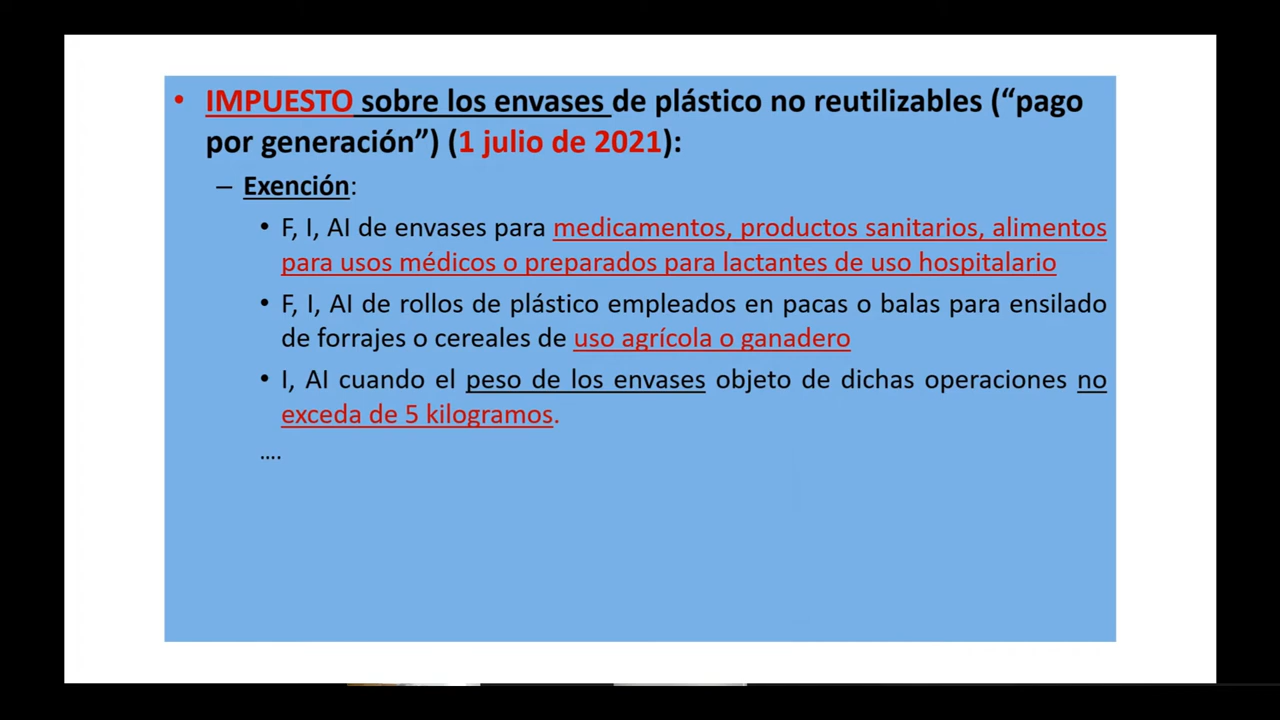 • IMPUESTO sobre los envases de plástico no reutilizables (“pago
por generación”) (1 julio de 2021):
– Exención:
• F, I, AI de envases para medicamentos, productos sanitarios, alimentos
para usos médicos o preparados para lactantes de uso hospitalario
• F, I, AI de rollos de plástico empleados en pacas o balas para ensilado
de forrajes o cereales de uso agrícola o ganadero
• I, AI cuando el peso de los envases objeto de dichas operaciones no
exceda de 5 kilogramos.
….